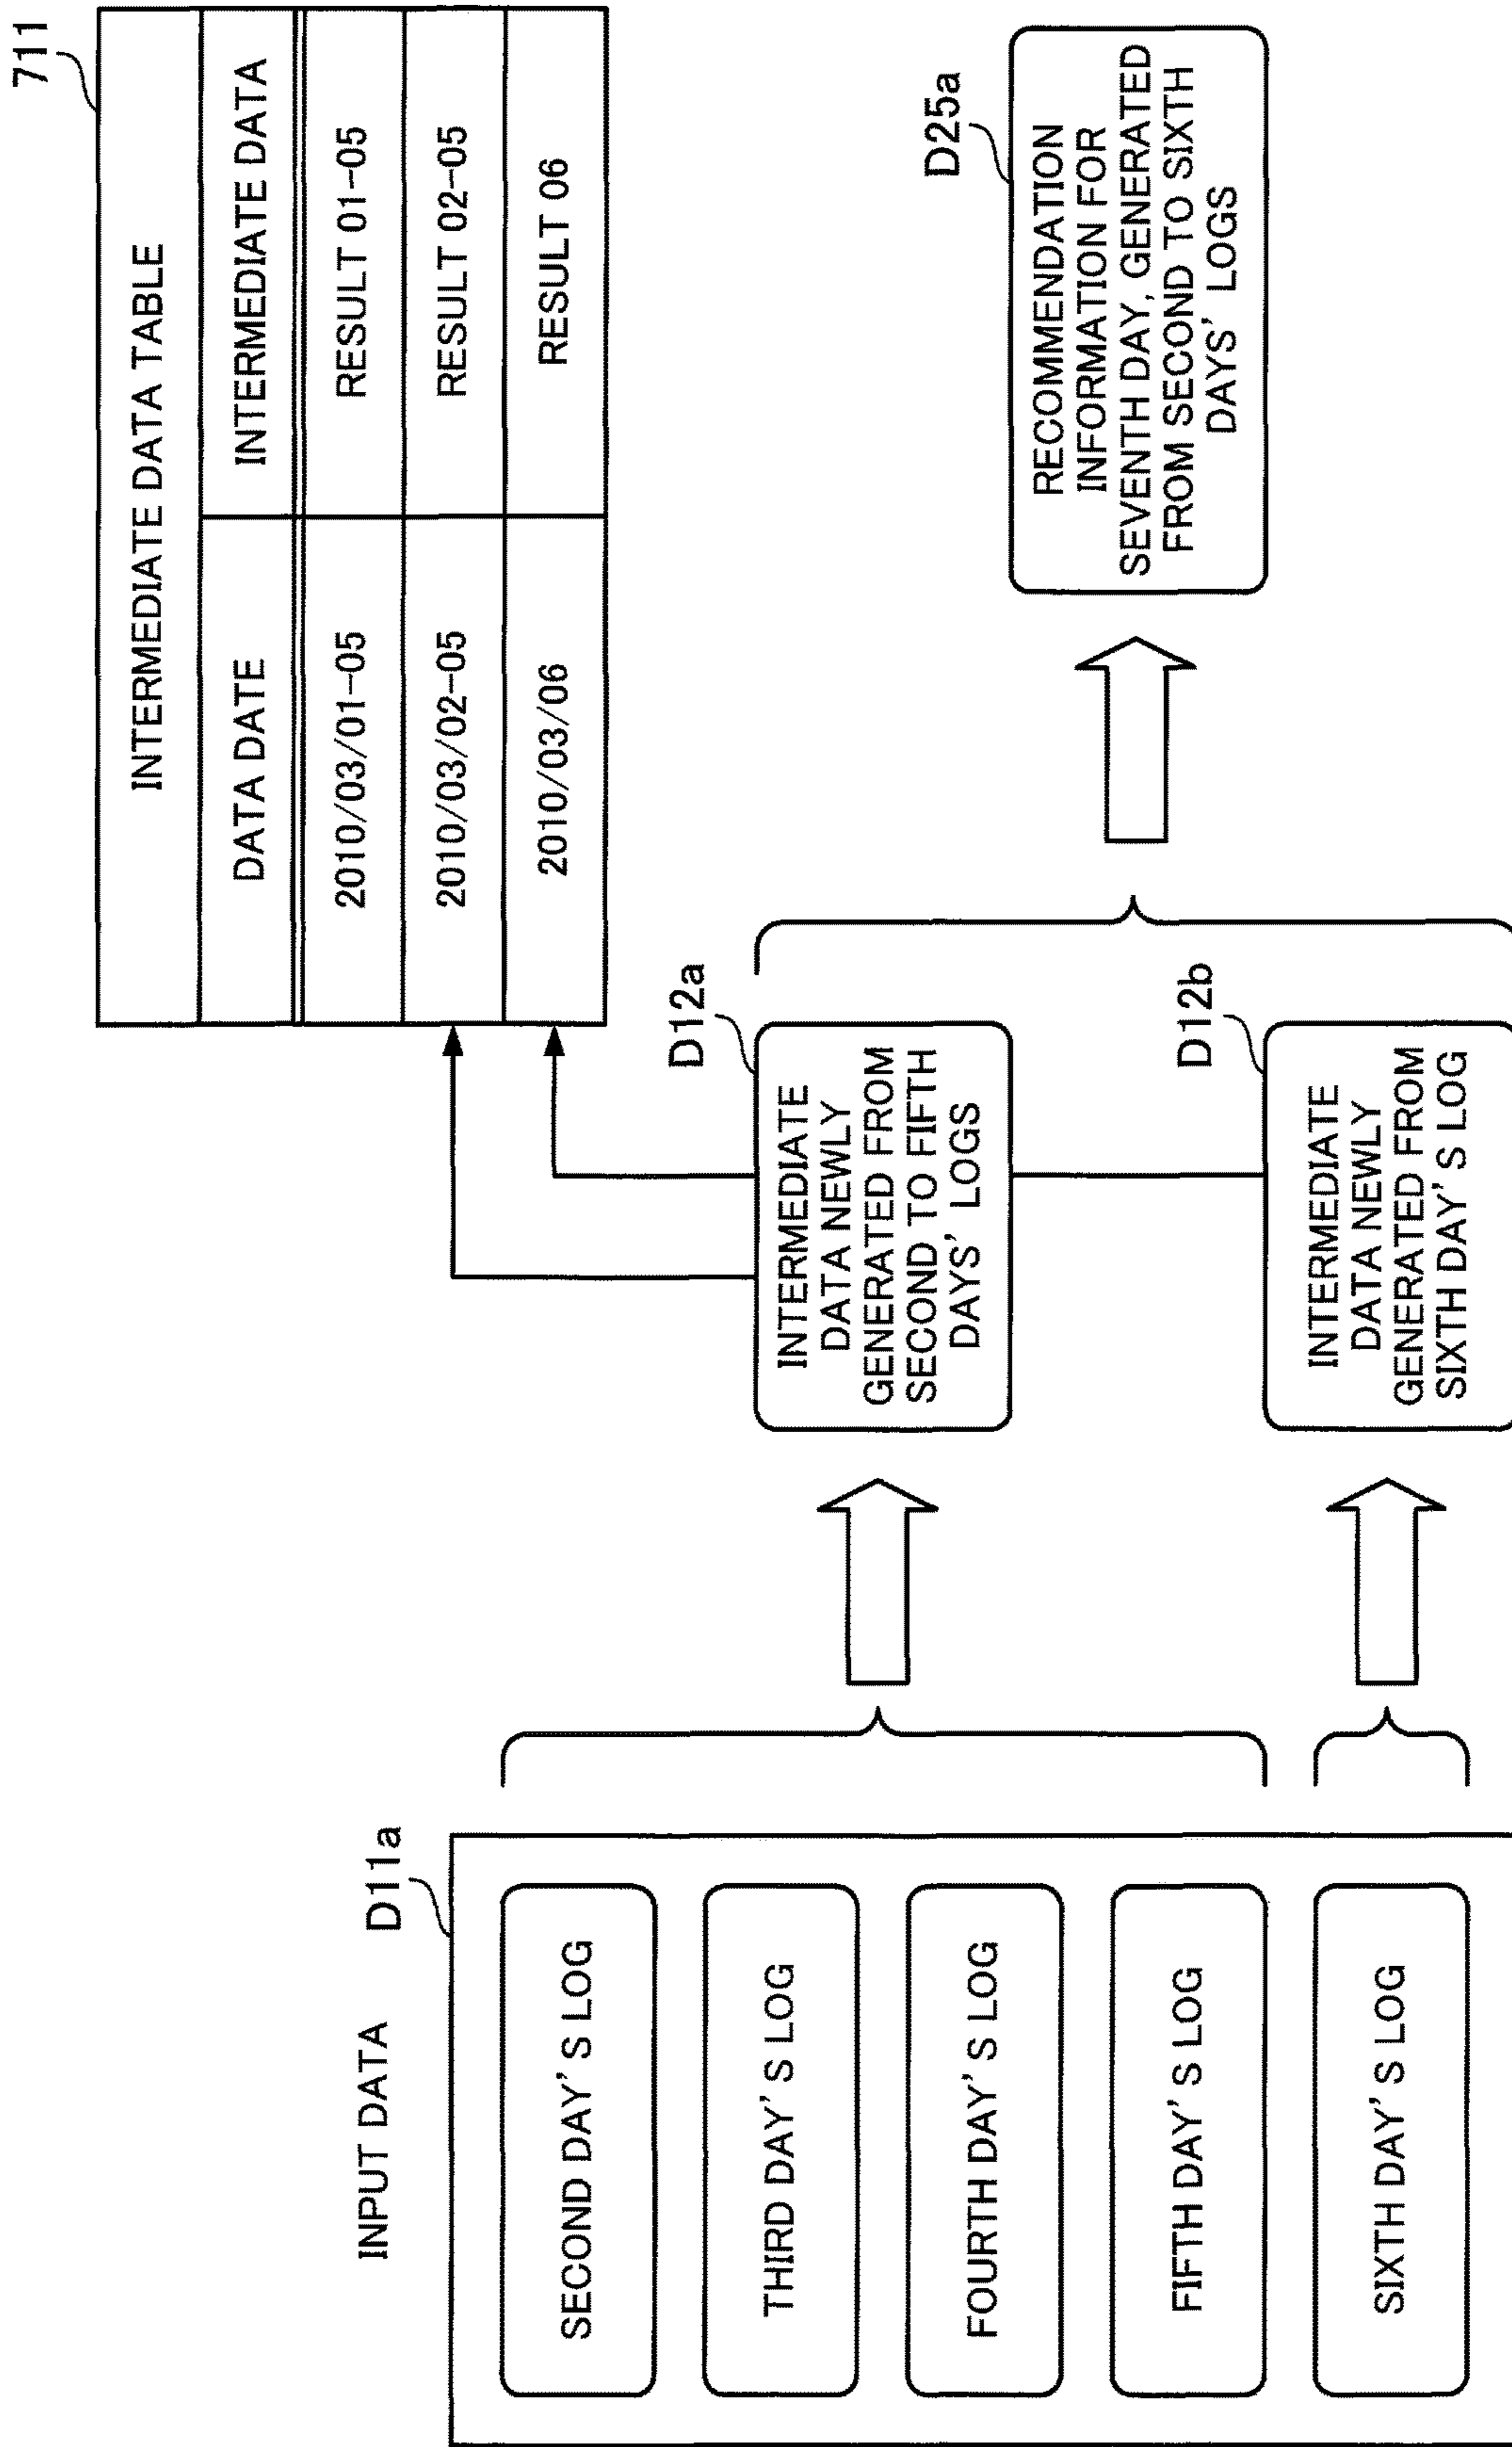 711
INTERMEDIATE DATA TABLE
DATA DATE
INTERMEDIATE DATA
2010/03/01-05
RESULT 01-05
2010/03/02-05
RESULT 02-05
2010/03/06
RESULT 06
INPUT DATA
D11a
SECOND DAY'S LOG
THIRD DAY'S LOG
FOURTH DAY'S LOG
FIFTH DAY'S LOG
SIXTH DAY'S LOG
D12a
INTERMEDIATE
DATA NEWLY
GENERATED FROM
SECOND TO FIFTH
DAYS' LOGS
D12b
INTERMEDIATE
DATA NEWLY
GENERATED FROM
SIXTH DAY'S LOG
D25a
RECOMMENDATION
INFORMATION FOR
SEVENTH DAY, GENERATED
FROM SECOND TO SIXTH
DAYS' LOGS